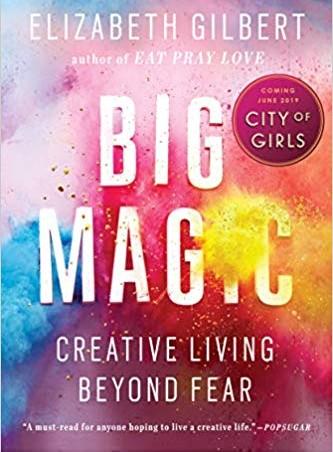 ELIZABETH GILBERT
author of EAT PRAY LOVE
COMING
JUNE 2019
CITY OF
GIRLS
BIG
MAGIC
CREATIVE LIVING
BEYOND FEAR
"A must-read for anyone hoping to live a creative life." —POPSUGAR